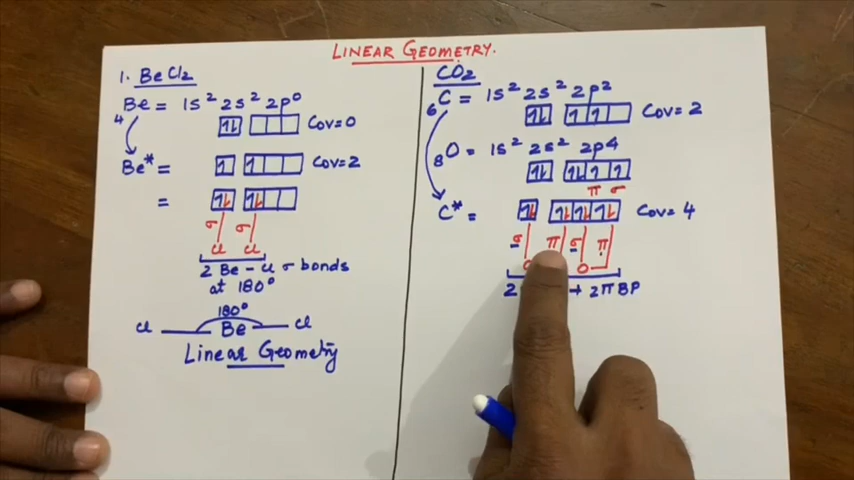 LINEAR GEOMETRY.
1. BeCl2
4Be = 1s² 2s² 2p⁰
↑↓ Cov=0
Be* = ↑ ↑ Cov=2
= ↑↓ ↑↓
σ σ
Cl Cl
2 Be-Cl σ bonds
at 180°
180°
Cl Be Cl
Linear Geometry
CO2
6C = 1s² 2s² 2p²
↑↓ ↑ ↑ Cov=2
8O = 1s² 2s² 2p4
↑↓ ↑↓ ↑ ↑
π σ
C* = ↑↓ ↑↓ ↑↓ ↑↓ Cov=4
σ π σ π
O O
2 + 2π BP